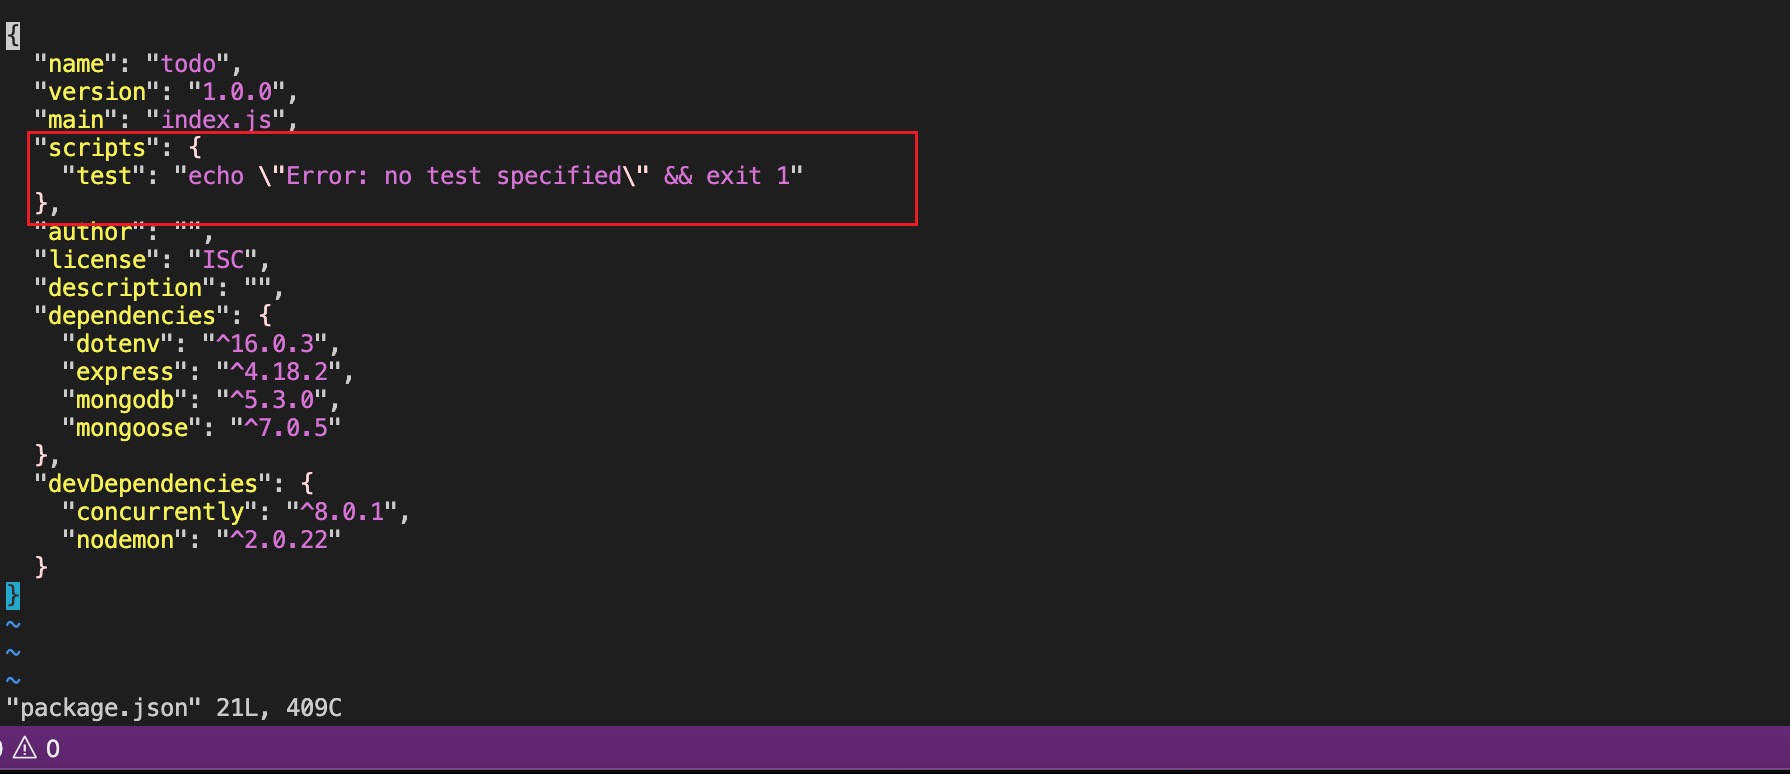 {
  "name": "todo",
  "version": "1.0.0",
  "main": "index.js",
  "scripts": {
    "test": "echo \"Error: no test specified\" && exit 1"
  },
  "author": "",
  "license": "ISC",
  "description": "",
  "dependencies": {
    "dotenv": "^16.0.3",
    "express": "^4.18.2",
    "mongodb": "^5.3.0",
    "mongoose": "^7.0.5"
  },
  "devDependencies": {
    "concurrently": "^8.0.1",
    "nodemon": "^2.0.22"
  }
}
~
~
~
"package.json" 21L, 409C
0